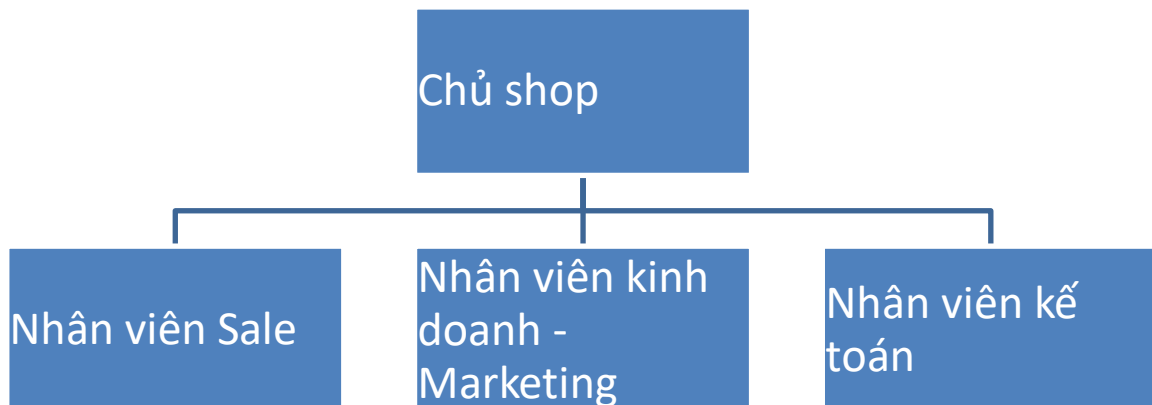 Chủ shop
Nhân viên Sale
Nhân viên kinh
doanh -
Marketing
Nhân viên kế
toán